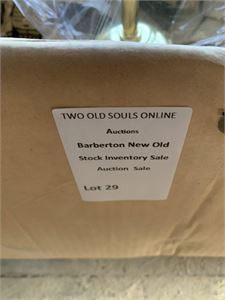 TWO OLD SOULS ONLINE
Auctions
Barberton New Old
Stock Inventory Sale
Auction Sale
Lot 29